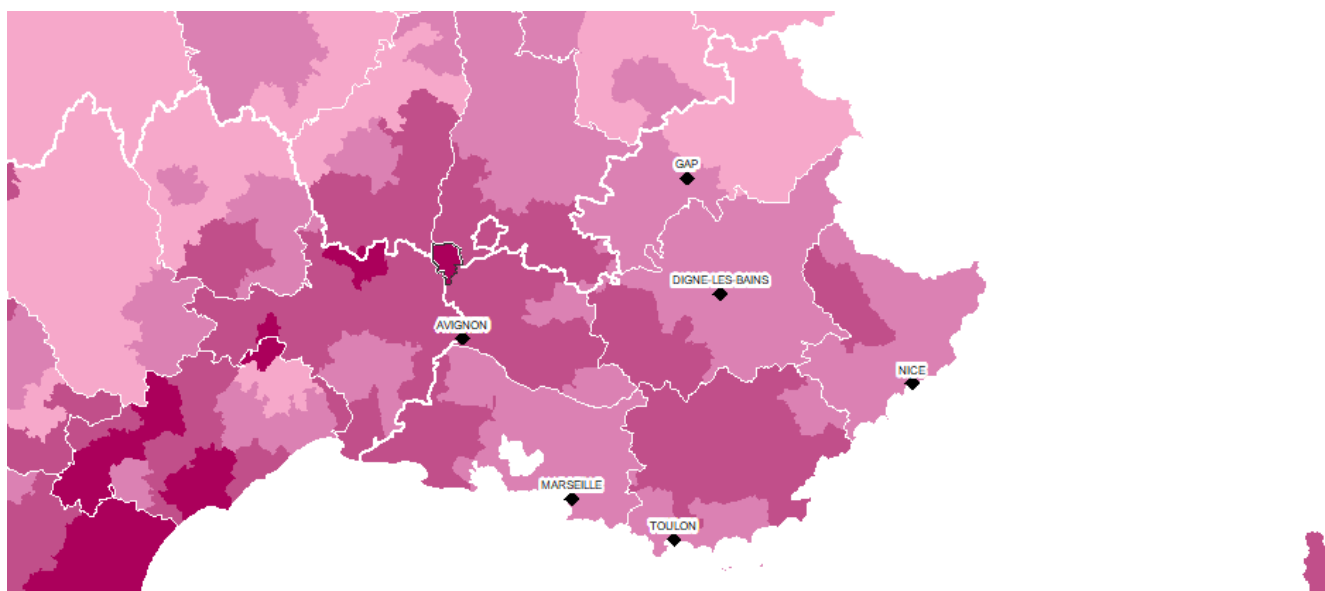 GAP
DIGNE-LES-BAINS
AVIGNON
NICE
MARSEILLE
TOULON